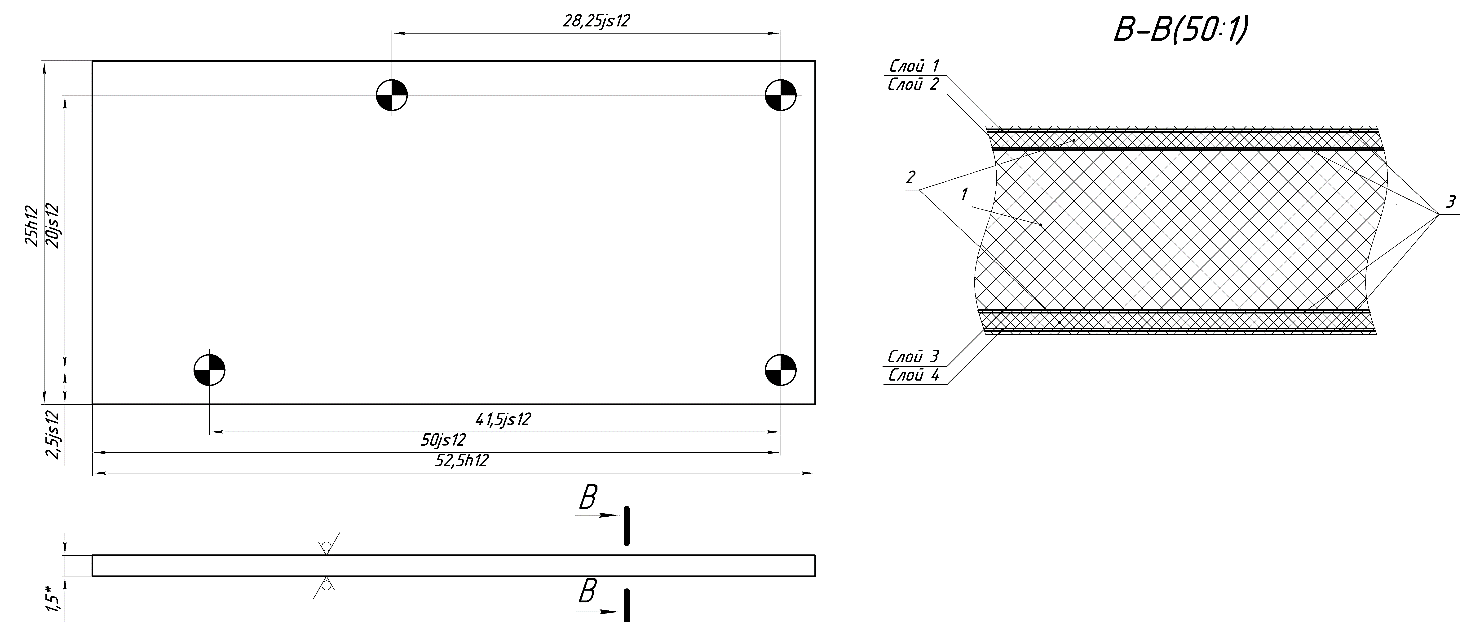 28,25js12
25h12
20js12
2,5js12
41,5js12
50js12
52,5h12
В
В
1,5*
В-В(50:1)
Слой 1
Слой 2
2
1
3
Слой 3
Слой 4